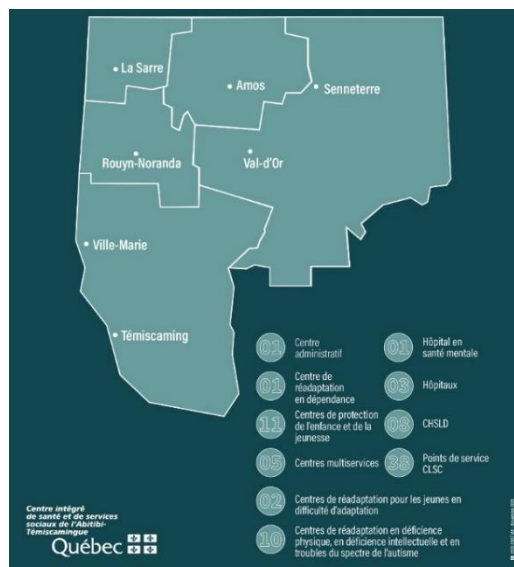 La Sarre
Amos
Senneterre
Rouyn-Noranda
Val-d'Or
Ville-Marie
Témiscaming
01 Centre
administratif
01 Hôpital en
santé mentale
01 Centre de
réadaptation
en dépendance
03 Hôpitaux
11 Centres de protection
de l'enfance et de la
jeunesse
08 CHSLD
05 Centres multiservices
36 Points de service
CLSC
02 Centres de réadaptation pour les jeunes en
difficulté d'adaptation
10 Centres de réadaptation en déficience
physique, en déficience intellectuelle et en
troubles du spectre de l'autisme
Centre intégré
de santé et de services
sociaux de l'Abitibi-
Témiscamingue
Québec